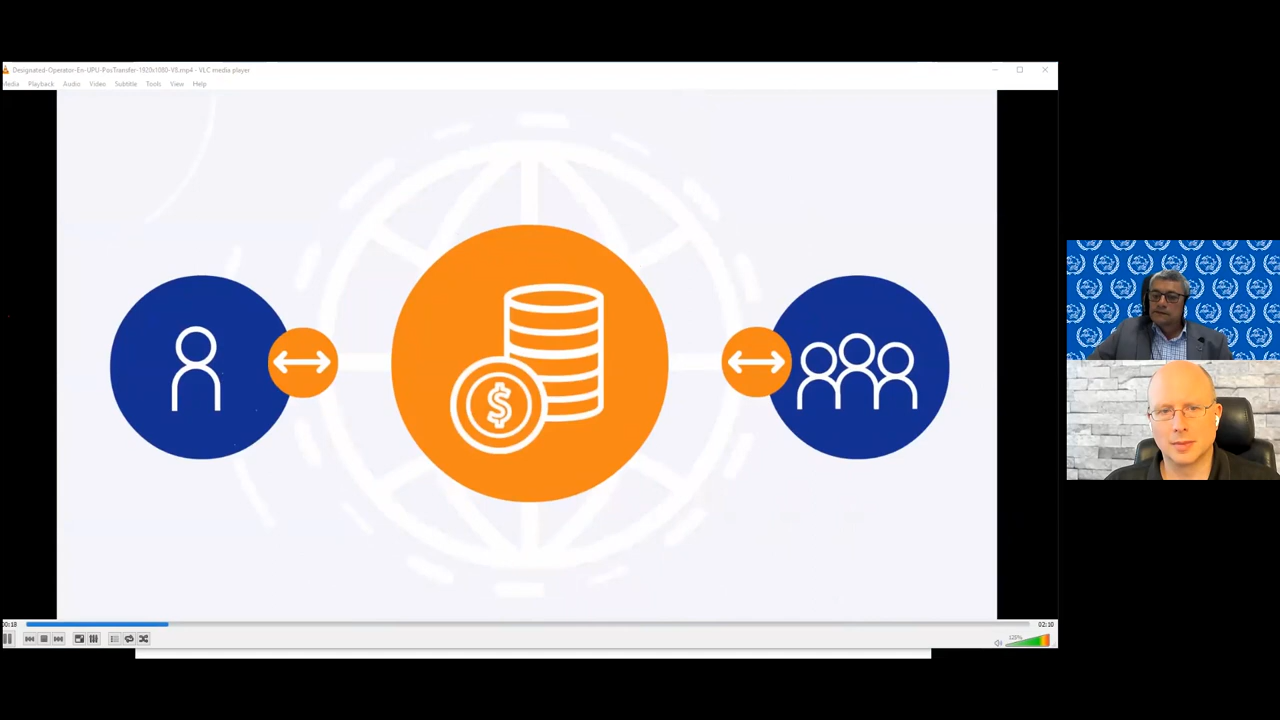 Designated-Operator-En-UPU-PosTransfer-1920x1080-V8.mp4 - VLC media player
Media Playback Audio Video Subtitle Tools View Help
$
00:18
02:10
125%